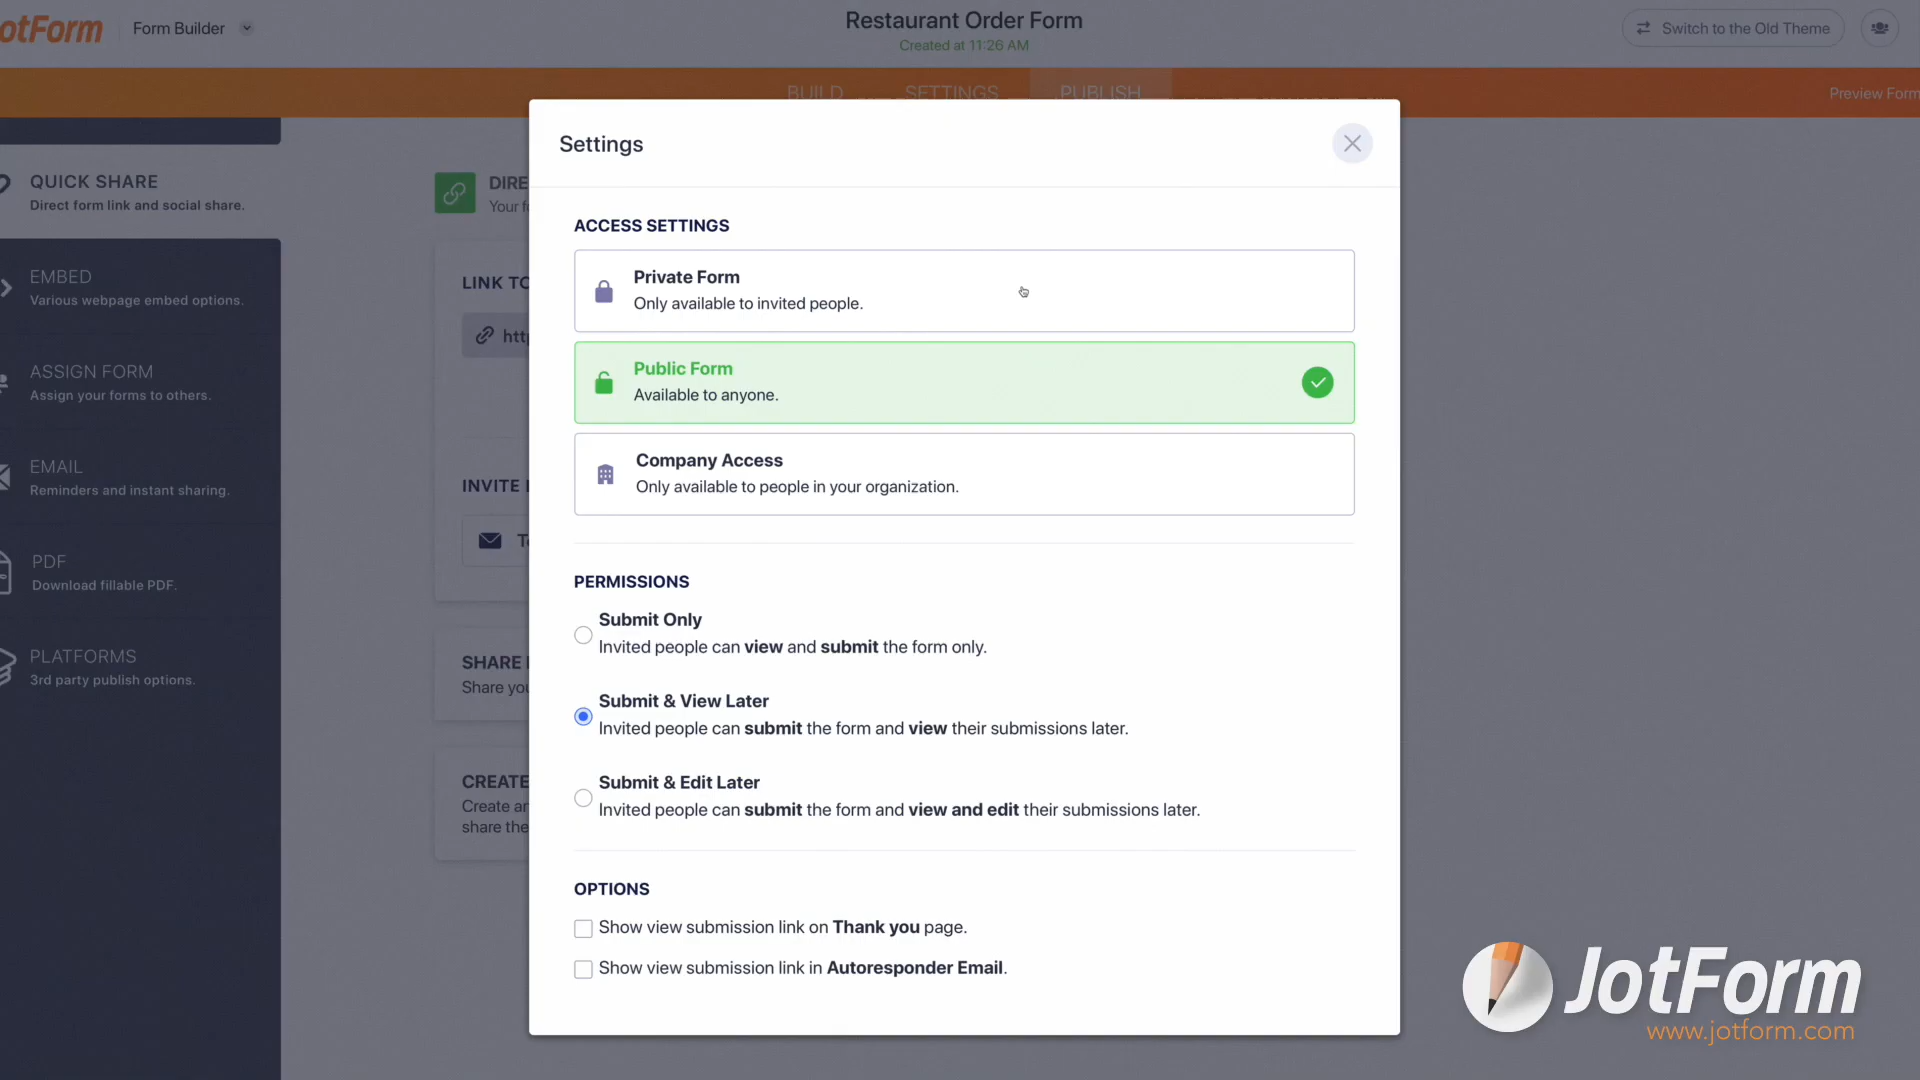 JotForm
Form Builder
Restaurant Order Form
Created at 11:26 AM
Switch to the Old Theme
BUILD
SETTINGS
PUBLISH
Preview Form
QUICK SHARE
Direct form link and social share.
EMBED
Various webpage embed options.
ASSIGN FORM
Assign your forms to others.
EMAIL
Reminders and instant sharing.
PDF
Download fillable PDF.
PLATFORMS
3rd party publish options.
DIRE
Your fo
LINK TO
http
INVITE
To
SHARE
Share you
CREATE
Create an
share the
Settings
ACCESS SETTINGS
Private Form
Only available to invited people.
Public Form
Available to anyone.
Company Access
Only available to people in your organization.
PERMISSIONS
Submit Only
Invited people can view and submit the form only.
Submit & View Later
Invited people can submit the form and view their submissions later.
Submit & Edit Later
Invited people can submit the form and view and edit their submissions later.
OPTIONS
Show view submission link on Thank you page.
Show view submission link in Autoresponder Email.
JotForm
www.jotform.com